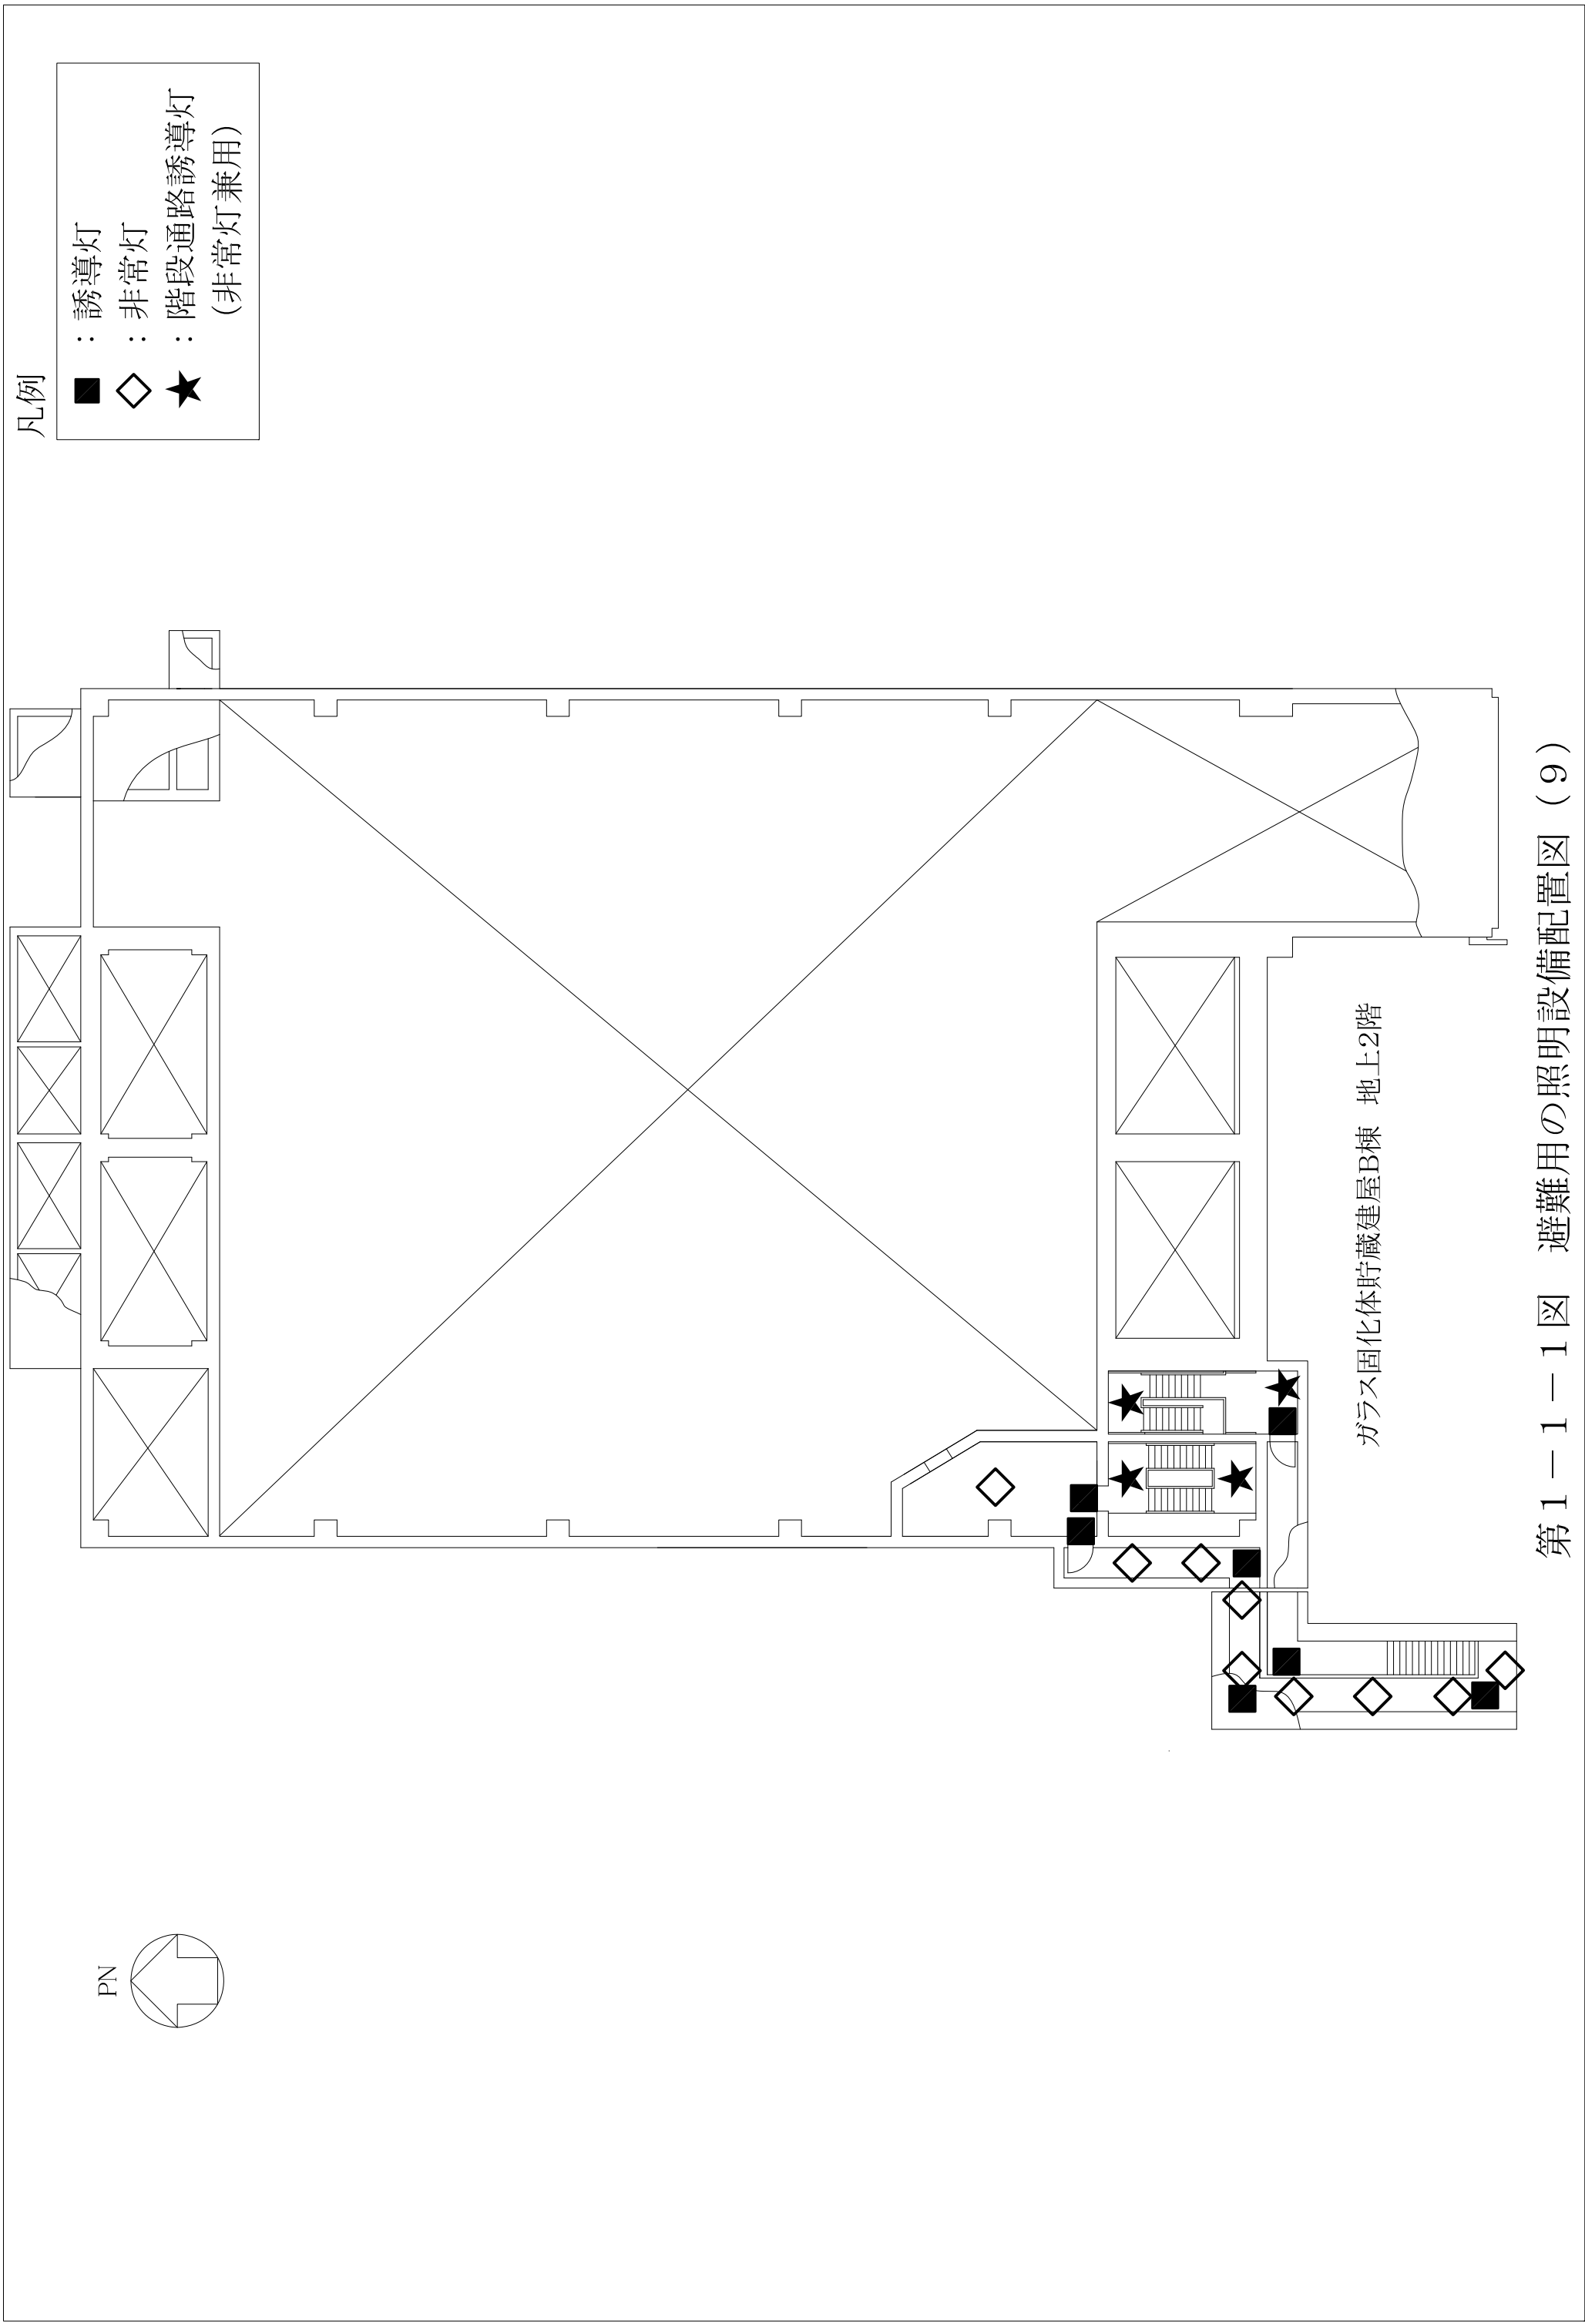 凡例
■：誘導灯
◇：非常灯
★：階段通路誘導灯
（非常灯兼用）
PN
ガラス固化体貯蔵建屋B棟　地上2階
第１－１－１図　避難用の照明設備配置図（９）